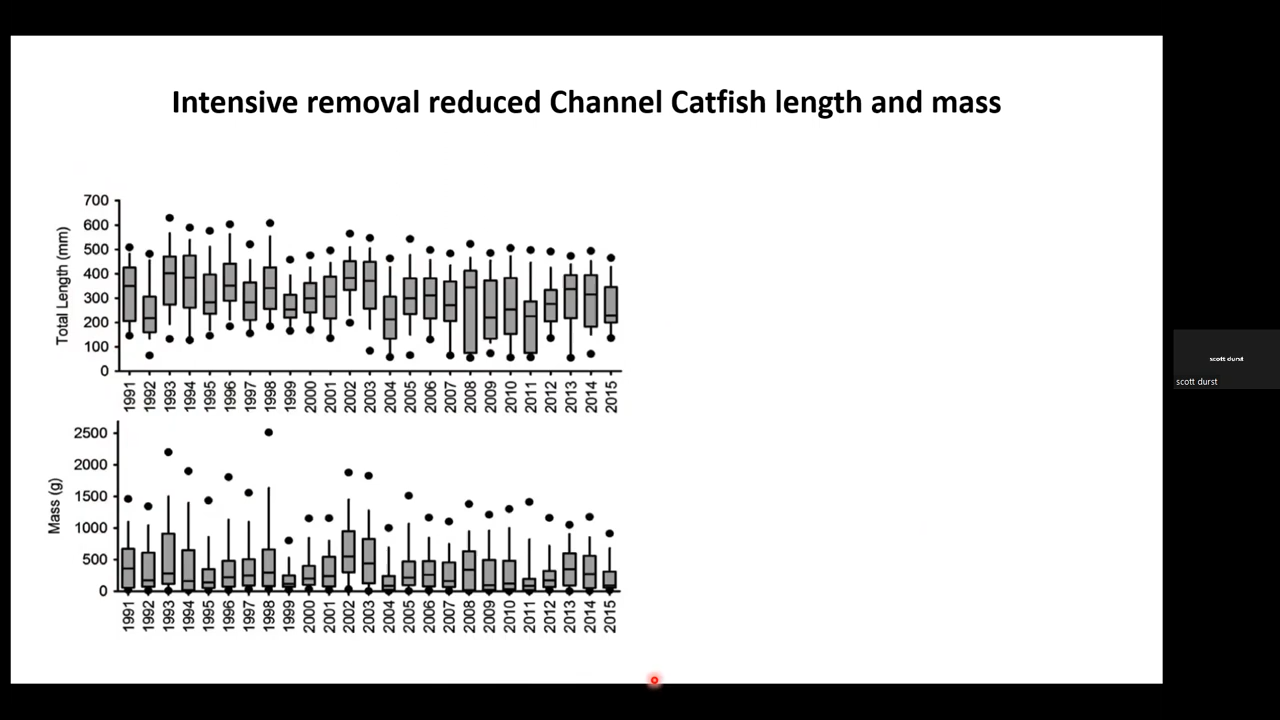 Intensive removal reduced Channel Catfish length and mass
Total Length (mm)
700
600
500
400
300
200
100
0
1991 1992 1993 1994 1995 1996 1997 1998 1999 2000 2001 2002 2003 2004 2005 2006 2007 2008 2009 2010 2011 2012 2013 2014 2015
Mass (g)
2500
2000
1500
1000
500
0
1991 1992 1993 1994 1995 1996 1997 1998 1999 2000 2001 2002 2003 2004 2005 2006 2007 2008 2009 2010 2011 2012 2013 2014 2015
scott durst
scott durst